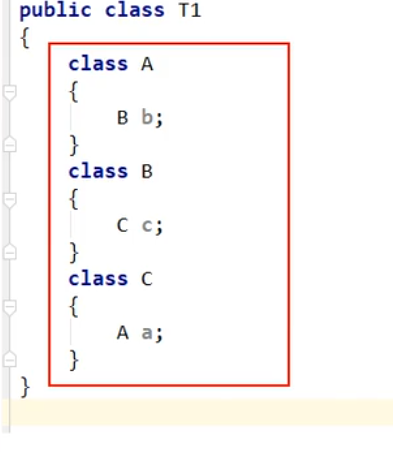 public class T1
{
class A
{
B b;
}
class B
{
C c;
}
class C
{
A a;
}
}